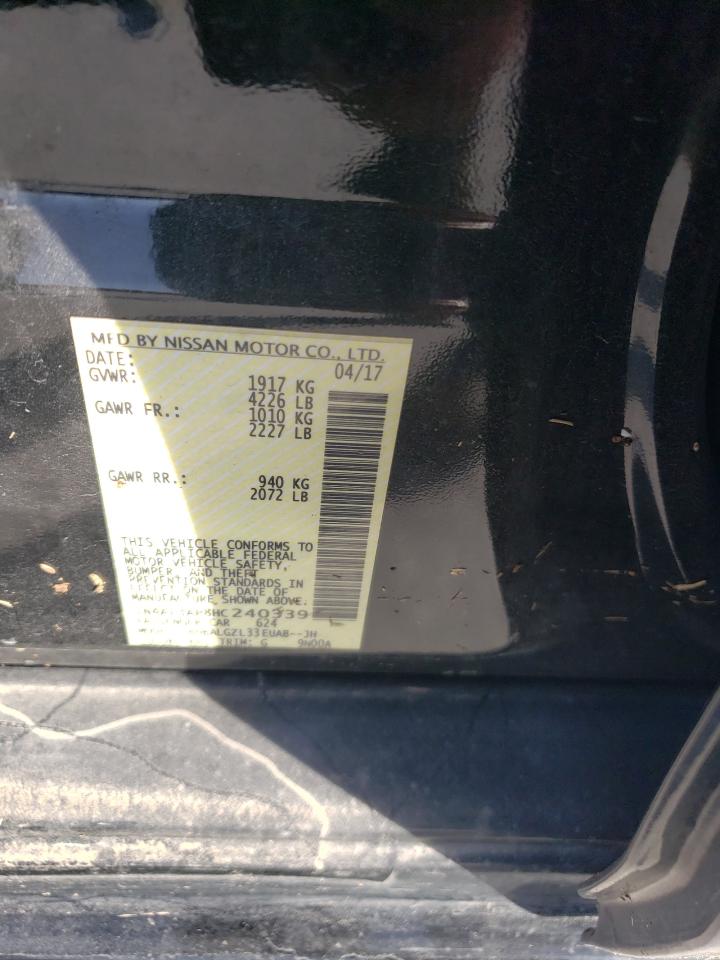 MFD BY NISSAN MOTOR CO., LTD.
DATE: 04/17
GVWR: 1917 KG
4226 LB
GAWR FR.: 1010 KG
2227 LB
GAWR RR.: 940 KG
2072 LB
THIS VEHICLE CONFORMS TO
ALL APPLICABLE FEDERAL
MOTOR VEHICLE SAFETY,
BUMPER, AND THEFT
PREVENTION STANDARDS IN
EFFECT ON THE DATE OF
MANUFACTURE SHOWN ABOVE.
PASSENGER CAR 624
TRIM: G 9N00A